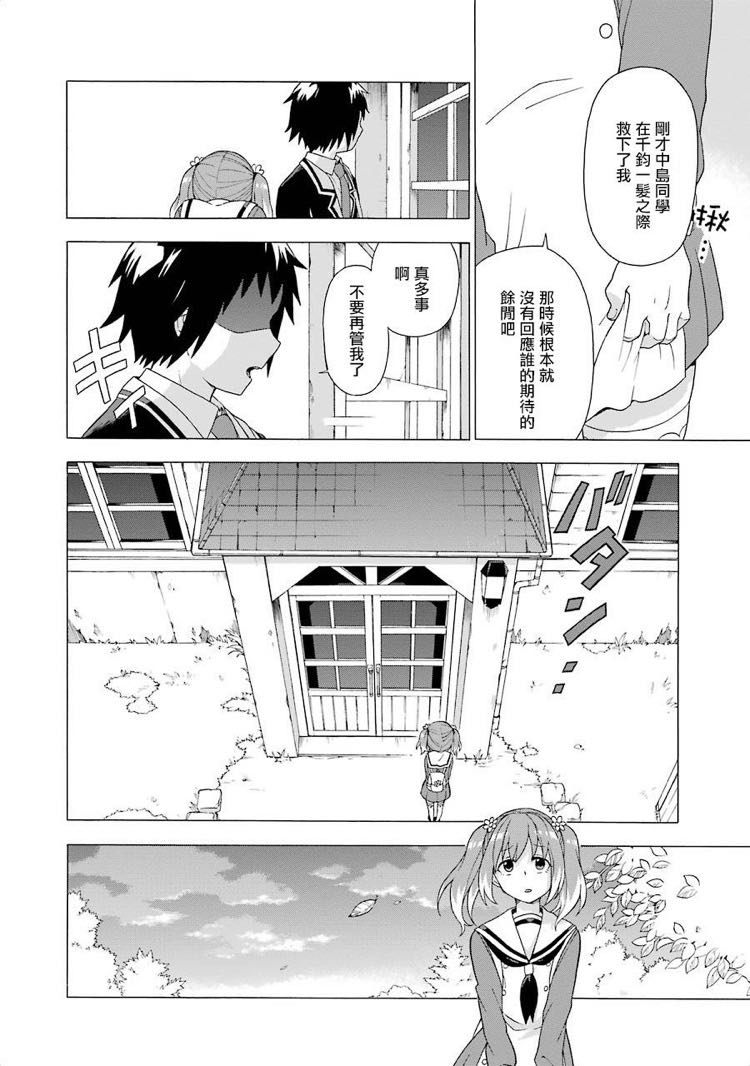 剛才中島同學
在千鈞一髮之際
救下了我
揪…
那時候根本就
沒有回應誰的期待的
餘閒吧
真多事
啊
不要再管我了
キィ
バタン…